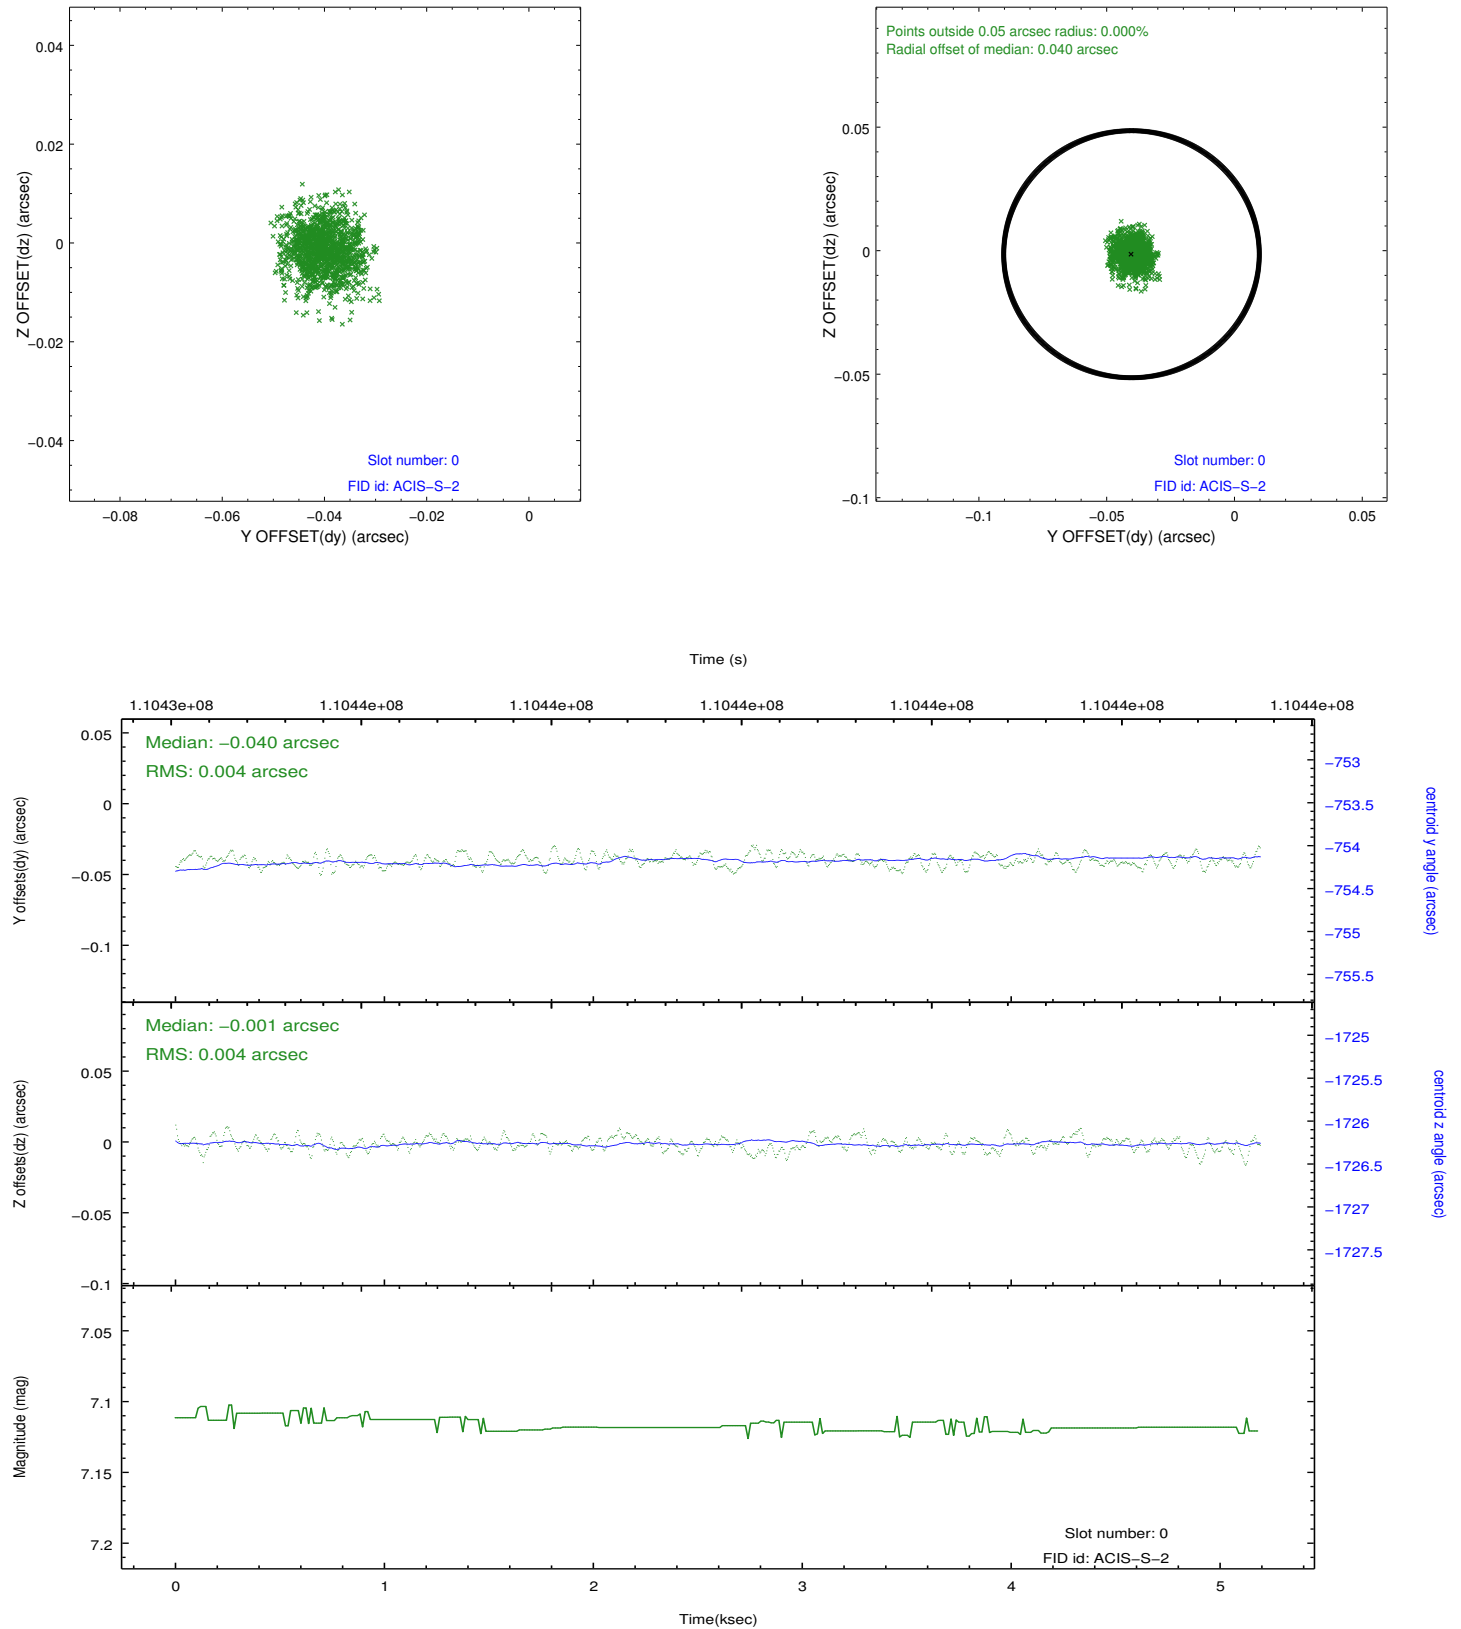 0.04
0.02
0
−0.02
−0.04
Z OFFSET(dz) (arcsec)
Slot number: 0
FID id: ACIS−S−2
−0.08 −0.06 −0.04 −0.02 0
Y OFFSET(dy) (arcsec)
Points outside 0.05 arcsec radius: 0.000%
Radial offset of median: 0.040 arcsec
0.05
0
−0.05
−0.1
Z OFFSET(dz) (arcsec)
Slot number: 0
FID id: ACIS−S−2
−0.1 −0.05 0 0.05
Y OFFSET(dy) (arcsec)
Time (s)
1.1043e+08 1.1044e+08 1.1044e+08 1.1044e+08 1.1044e+08 1.1044e+08 1.1044e+08
Median: −0.040 arcsec
RMS: 0.004 arcsec
0.05
0
−0.05
−0.1
Y offsets(dy) (arcsec)
−753
−753.5
−754
−754.5
−755
−755.5
centroid y angle (arcsec)
Median: −0.001 arcsec
RMS: 0.004 arcsec
0.05
0
−0.05
−0.1
Z offsets(dz) (arcsec)
−1725
−1725.5
−1726
−1726.5
−1727
−1727.5
centroid z angle (arcsec)
7.05
7.1
7.15
7.2
Magnitude (mag)
Slot number: 0
FID id: ACIS−S−2
0 1 2 3 4 5
Time(ksec)